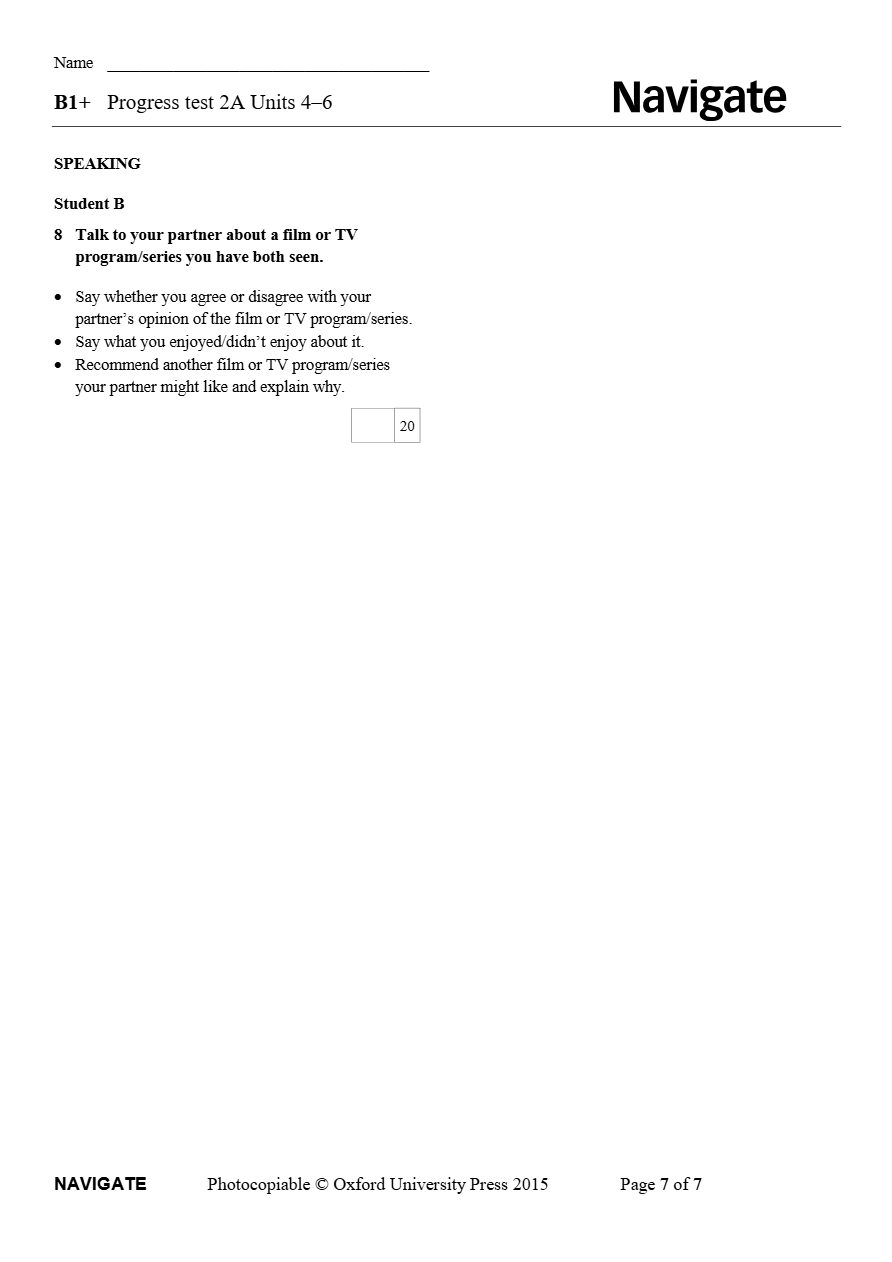 Name ______________________________________
B1+ Progress test 2A Units 4–6
Navigate
SPEAKING
Student B
8 Talk to your partner about a film or TV
program/series you have both seen.
• Say whether you agree or disagree with your
partner’s opinion of the film or TV program/series.
• Say what you enjoyed/didn’t enjoy about it.
• Recommend another film or TV program/series
your partner might like and explain why.
20
NAVIGATE Photocopiable © Oxford University Press 2015 Page 7 of 7